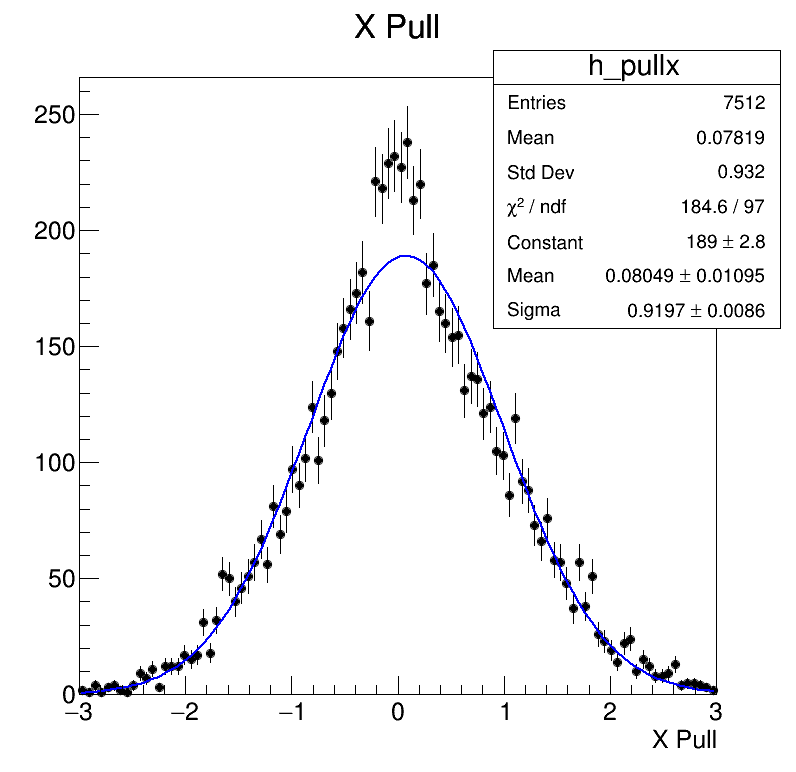 X Pull
h_pullx
Entries 7512
Mean 0.07819
Std Dev 0.932
χ² / ndf 184.6 / 97
Constant 189 ± 2.8
Mean 0.08049 ± 0.01095
Sigma 0.9197 ± 0.0086
250
200
150
100
50
0
−3 −2 −1 0 1 2 3
X Pull